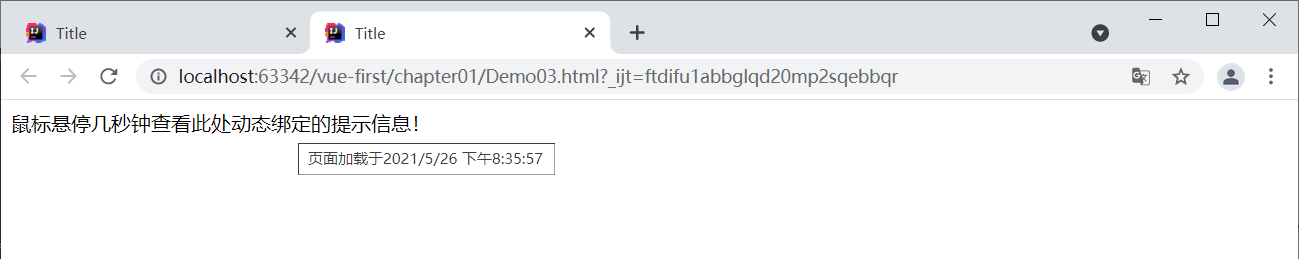 Title
Title
localhost:63342/vue-first/chapter01/Demo03.html?_ijt=ftdifu1abbglqd20mp2sqebbqr
鼠标悬停几秒钟查看此处动态绑定的提示信息！
页面加载于2021/5/26 下午8:35:57